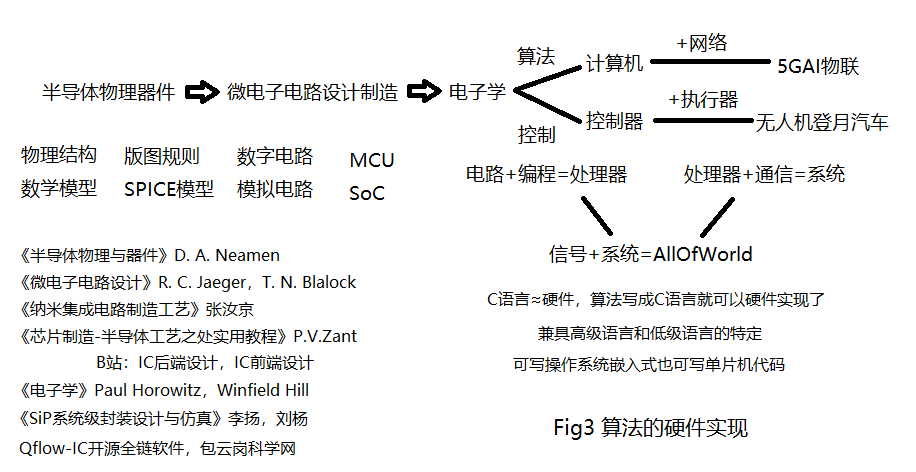 半导体物理器件
微电子电路设计制造
电子学
算法
计算机
+网络
5GAI物联
控制
控制器
+执行器
无人机登月汽车
物理结构
版图规则
数字电路
MCU
数学模型
SPICE模型
模拟电路
SoC
电路+编程=处理器
处理器+通信=系统
信号+系统=AllOfWorld
《半导体物理与器件》D. A. Neamen
《微电子电路设计》R. C. Jaeger，T. N. Blalock
《纳米集成电路制造工艺》张汝京
《芯片制造-半导体工艺之处实用教程》P.V.Zant
B站：IC后端设计，IC前端设计
《电子学》Paul Horowitz，Winfield Hill
《SiP系统级封装设计与仿真》李扬，刘杨
Qflow-IC开源全链软件，包云岗科学网
C语言≈硬件，算法写成C语言就可以硬件实现了
兼具高级语言和低级语言的特定
可写操作系统嵌入式也可写单片机代码
Fig3 算法的硬件实现